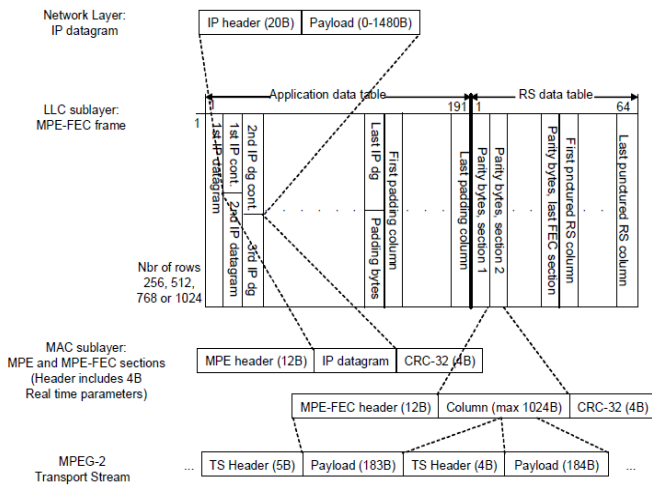 Network Layer:
IP datagram
IP header (20B)
Payload (0-1480B)
Application data table
RS data table
LLC sublayer:
MPE-FEC frame
1
1
191
1
64
1st IP datagram
1st IP cont.
2nd IP datagram
2nd IP dg cont.
3rd IP dg
Last IP dg
Padding bytes
First padding column
Last padding column
Parity bytes, section 1
Parity bytes, section 2
Parity bytes, last FEC section
First pnctured RS column
Last punctured RS column
Nbr of rows
256, 512,
768 or 1024
MAC sublayer:
MPE and MPE-FEC sections
(Header includes 4B
Real time parameters)
MPE header (12B)
IP datagram
CRC-32 (4B)
MPE-FEC header (12B)
Column (max 1024B)
CRC-32 (4B)
MPEG-2
Transport Stream
...
TS Header (5B)
Payload (183B)
TS Header (4B)
Payload (184B)
...